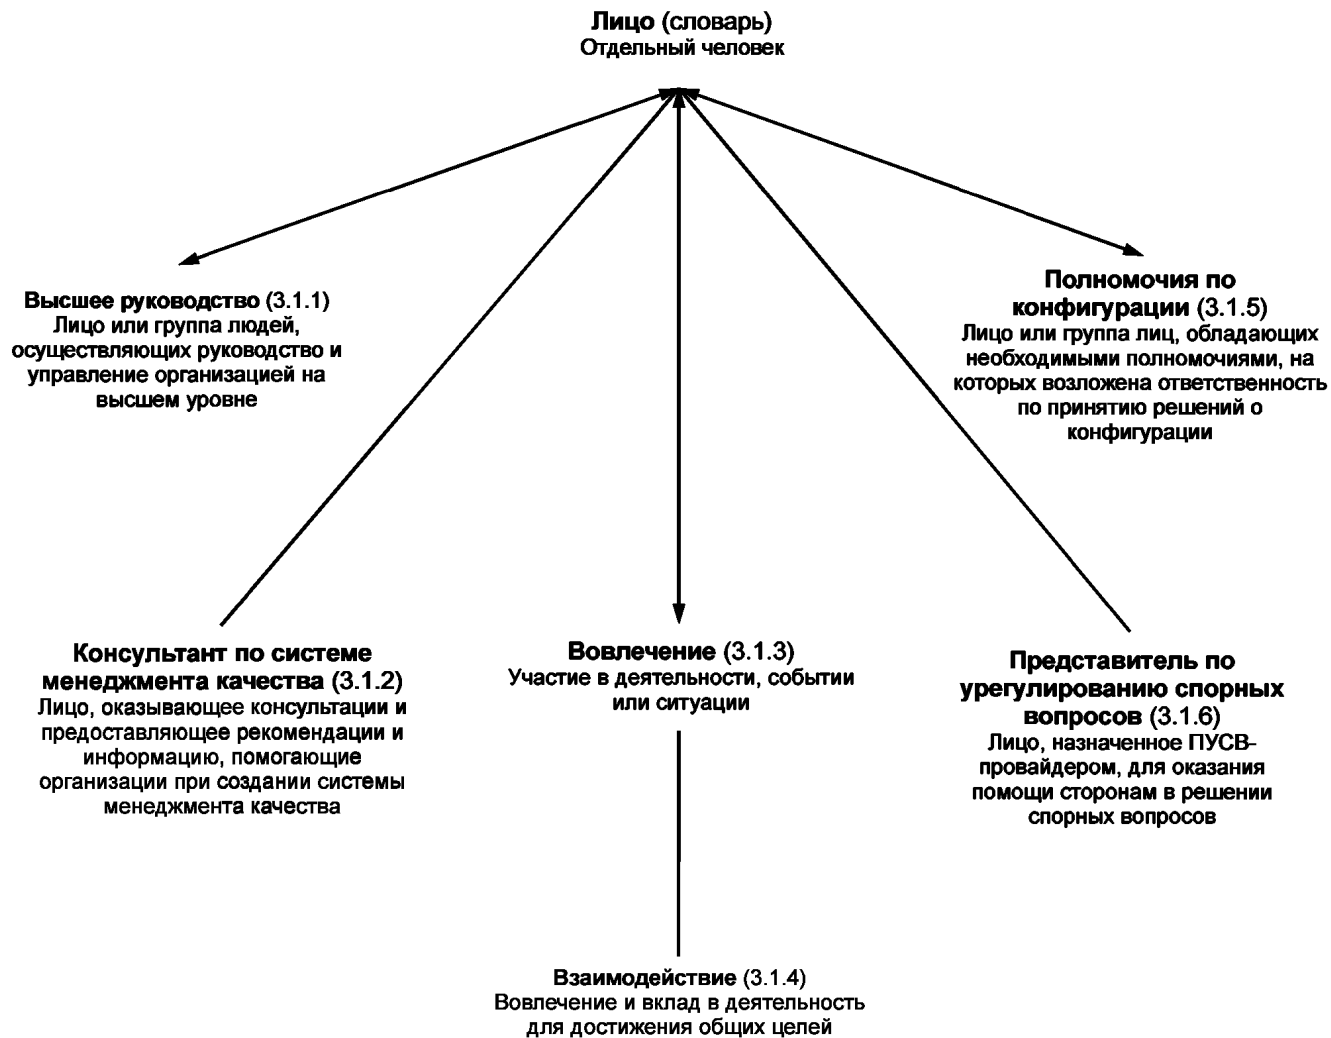 Лицо (словарь)
Отдельный человек
Высшее руководство (3.1.1)
Лицо или группа людей,
осуществляющих руководство и
управление организацией на
высшем уровне
Полномочия по
конфигурации (3.1.5)
Лицо или группа лиц, обладающих
необходимыми полномочиями, на
которых возложена ответственность
по принятию решений о
конфигурации
Консультант по системе
менеджмента качества (3.1.2)
Лицо, оказывающее консультации и
предоставляющее рекомендации и
информацию, помогающие
организации при создании системы
менеджмента качества
Вовлечение (3.1.3)
Участие в деятельности, событии
или ситуации
Представитель по
урегулированию спорных
вопросов (3.1.6)
Лицо, назначенное ПУСВ-
провайдером, для оказания
помощи сторонам в решении
спорных вопросов
Взаимодействие (3.1.4)
Вовлечение и вклад в деятельность
для достижения общих целей